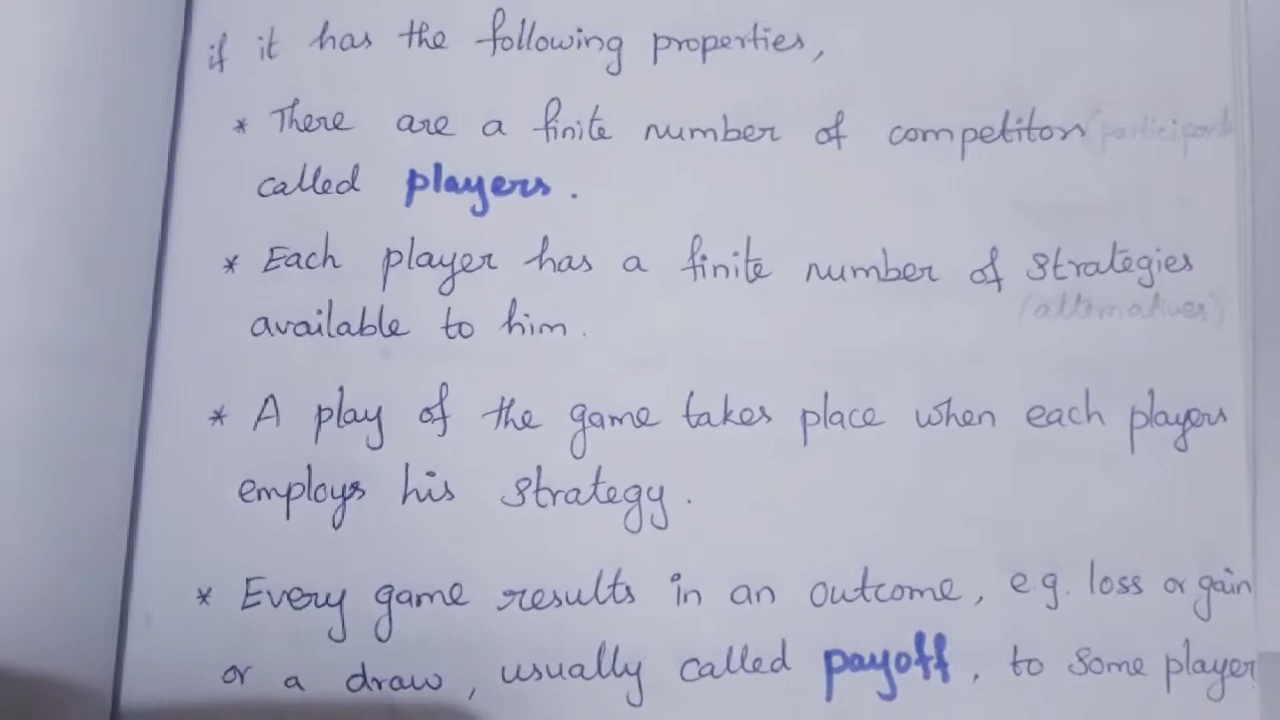 if it has the following properties,
* There are a finite number of competitors (participants
called players.
* Each player has a finite number of strategies
(alternatives)
available to him.
* A play of the game takes place when each players
employs his strategy.
* Every game results in an outcome, e.g. loss or gain
or a draw, usually called payoff, to some player